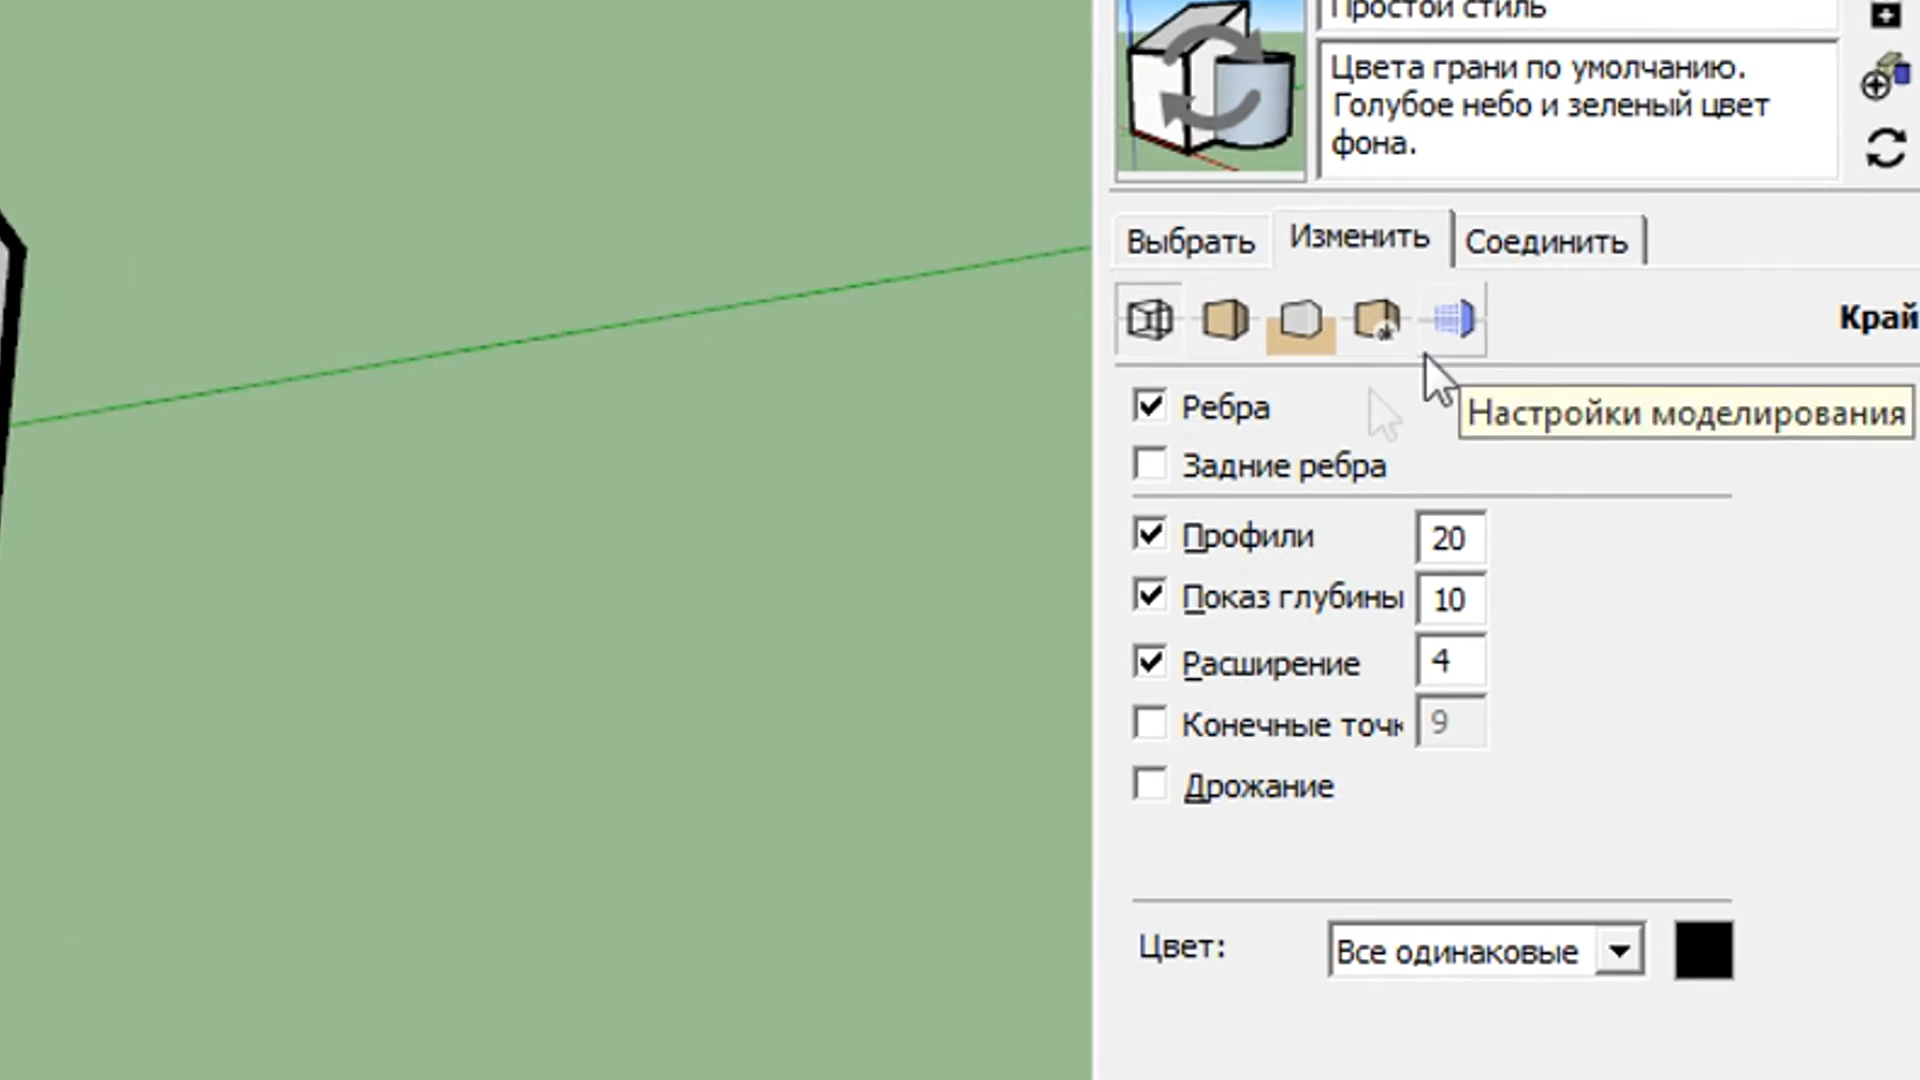 Простой стиль
Цвета грани по умолчанию.
Голубое небо и зеленый цвет
фона.
Выбрать Изменить Соединить
Край
Настройки моделирования
Ребра
Задние ребра
Профили 20
Показ глубины 10
Расширение 4
Конечные точк 9
Дрожание
Цвет: Все одинаковые